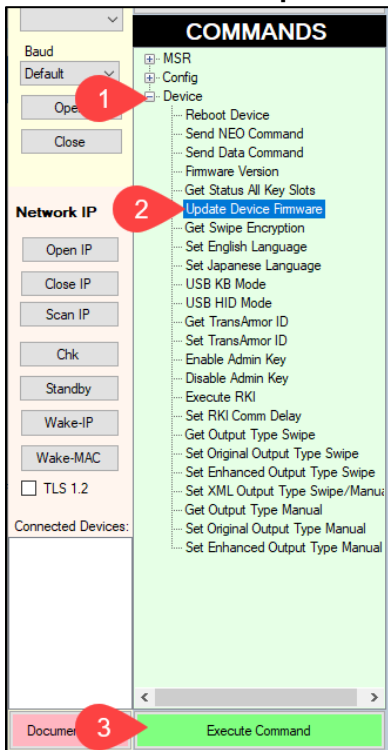 COMMANDS
Baud
Default
Close
Network IP
Open IP
Close IP
Scan IP
Chk
Standby
Wake-IP
Wake-MAC
TLS 1.2
Connected Devices:
MSR
Config
1
Device
Reboot Device
Send NEO Command
Send Data Command
Firmware Version
Get Status All Key Slots
2
Update Device Firmware
Get Swipe Encryption
Set English Language
Set Japanese Language
USB KB Mode
USB HID Mode
Get TransArmor ID
Set TransArmor ID
Enable Admin Key
Disable Admin Key
Execute RKI
Set RKI Comm Delay
Get Output Type Swipe
Set Original Output Type Swipe
Set Enhanced Output Type Swipe
Set XML Output Type Swipe/Manua
Get Output Type Manual
Set Original Output Type Manual
Set Enhanced Output Type Manual
3
Execute Command